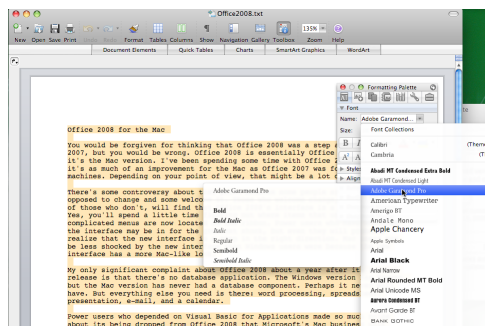 Office2008.txt
135%
New Open Save Print Format Tables Columns Show Navigation Gallery Toolbox Zoom Help
Document Elements Quick Tables Charts SmartArt Graphics WordArt
Formatting Palette
Font
Name: Adobe Garamond...
Size:
Font Collections
Calibri (Theme
Cambria (T
Abadi MT Condensed Extra Bold
Abadi MT Condensed Light
Adobe Garamond Pro
American Typewriter
Amerigo BT
Andale Mono
Apple Chancery
Apple Symbols
Arial
Arial Black
Arial Narrow
Arial Rounded MT Bold
Arial Unicode MS
Aurora Condensed BT
Avant Garde BT
BANK GOTHIC
Styles
Align
Adobe Garamond Pro
Bold
Bold Italic
Italic
Regular
Semibold
Semibold Italic
Office 2008 for the Mac
You would be forgiven for thinking that Office 2008 was a step
2007, but you would be wrong. Office 2008 is essentially Office
it's the Mac version. I've been spending some time with Office
it's as much of an improvement for the Mac as Office 2007 was fo
machines. Depending on your point of view, that might be a lot
There's some controversy about t
opposed to change and some welco
of those who don't, will find th
Yes, you'll spend a little time
complicated menus are now locate
the interface may be in for the
realize that the new interface i
be less shocked by the new inter
interface has a more Mac-like lo
My only significant complaint about Office 2008 about a year after it
release is that there's no database application. The Windows version
but the Mac version has never had a database component. Perhaps it ne
have. But everything else you need is there: word processing, spreads
presentation, e-mail, and a calendar.
Power users who depended on Visual Basic for Applications made so muc
about its being dropped from Office 2008 that Microsoft's Mac busines